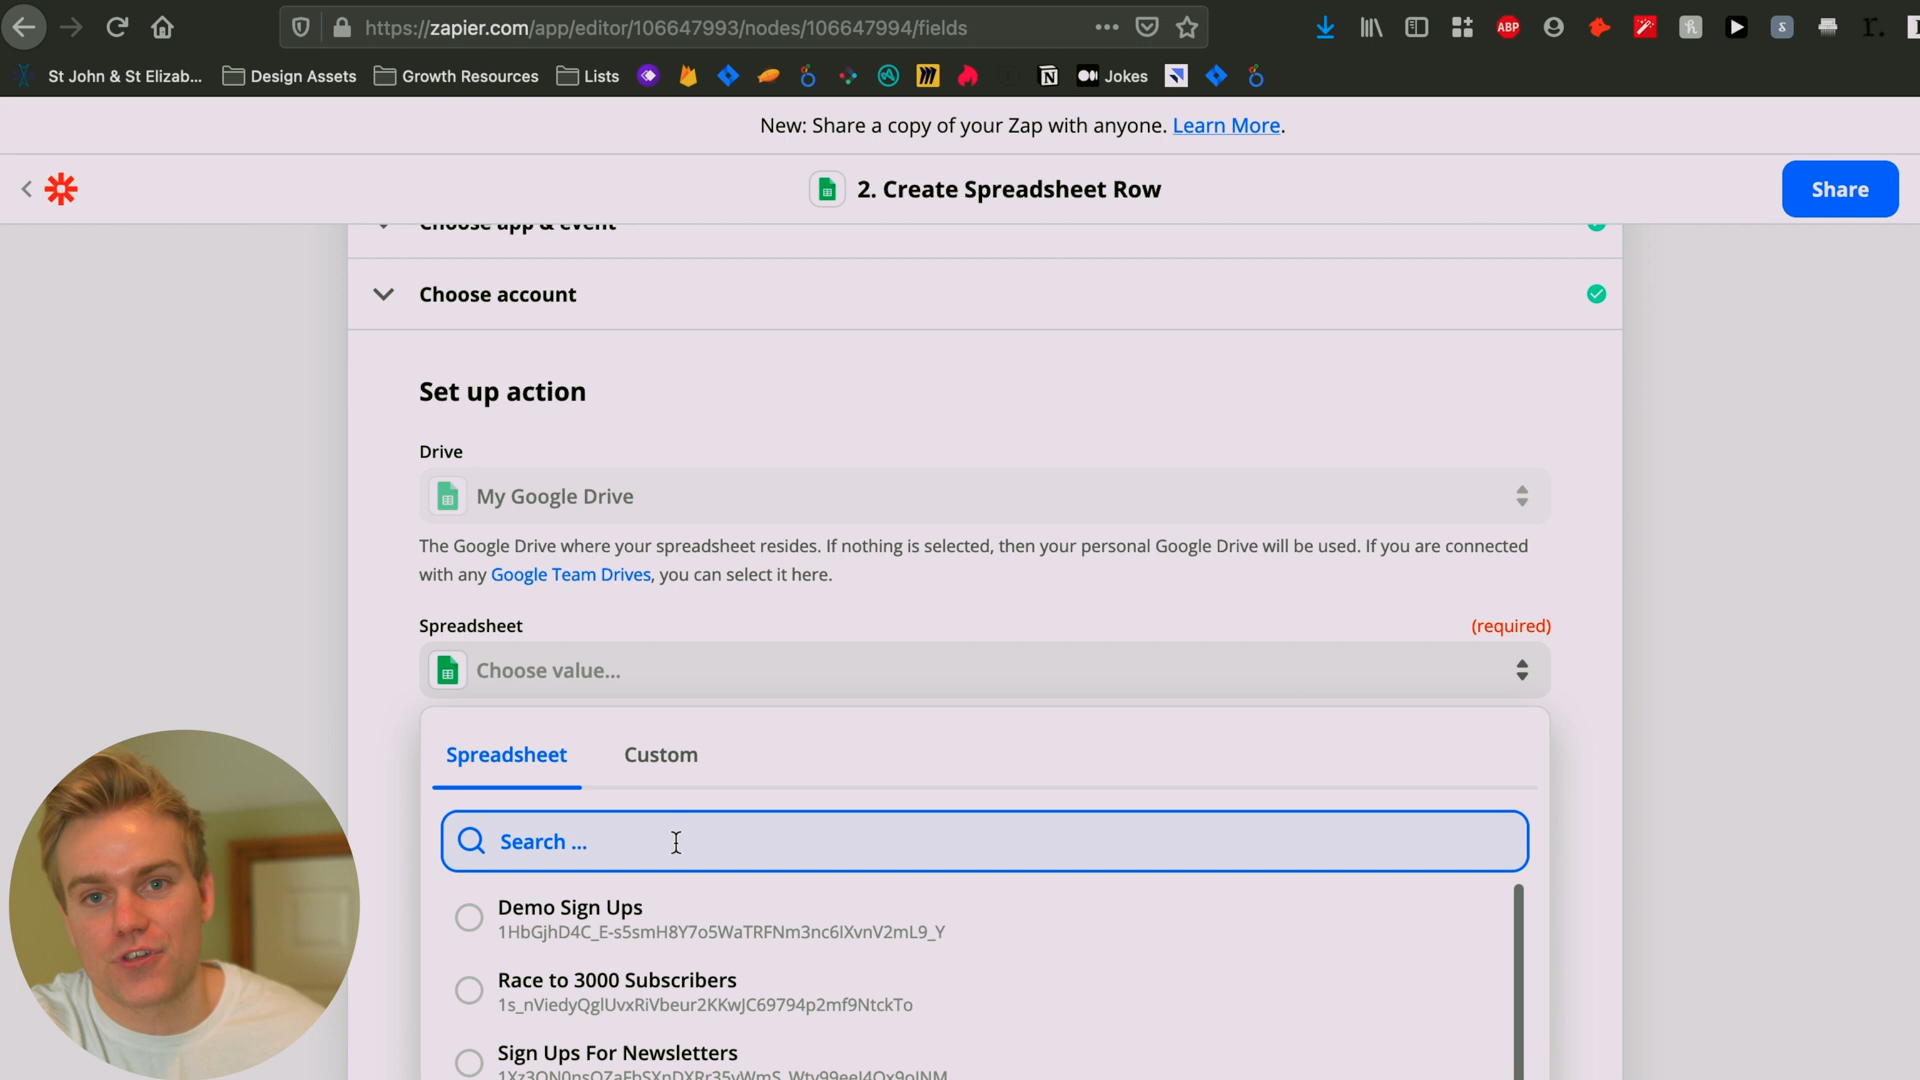 https://zapier.com/app/editor/106647993/nodes/106647994/fields
ABP
St John & St Elizab...
Design Assets
Growth Resources
Lists
Jokes
New: Share a copy of your Zap with anyone. Learn More.
2. Create Spreadsheet Row
Share
Choose app & event
Choose account
Set up action
Drive
My Google Drive
The Google Drive where your spreadsheet resides. If nothing is selected, then your personal Google Drive will be used. If you are connected
with any Google Team Drives, you can select it here.
Spreadsheet
(required)
Choose value...
Spreadsheet
Custom
Search ...
Demo Sign Ups
1HbGjhD4C_E-s5smH8Y7o5WaTRFNm3nc6IXvnV2mL9_Y
Race to 3000 Subscribers
1s_nViedyQglUvxRiVbeur2KKwJC69794p2mf9NtckTo
Sign Ups For Newsletters